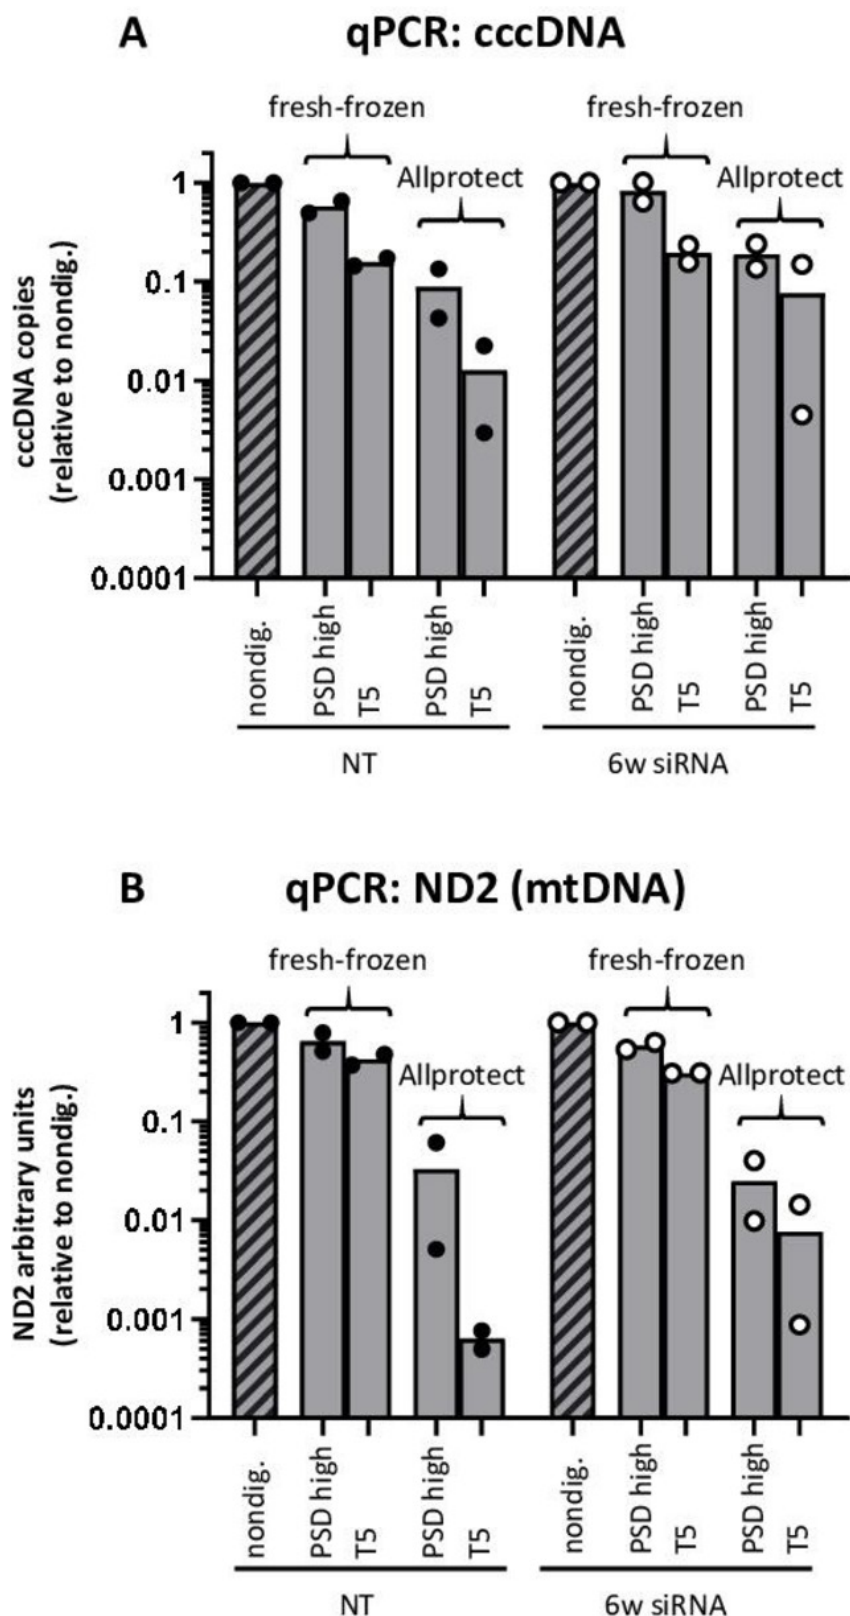 A
qPCR: cccDNA
fresh-frozen
fresh-frozen
Allprotect
Allprotect
cccDNA copies
(relative to nondig.)
1
0.1
0.01
0.001
0.0001
nondig.
PSD high
T5
PSD high
T5
nondig.
PSD high
T5
PSD high
T5
NT
6w siRNA
B
qPCR: ND2 (mtDNA)
fresh-frozen
fresh-frozen
Allprotect
Allprotect
ND2 arbitrary units
(relative to nondig.)
1
0.1
0.01
0.001
0.0001
nondig.
PSD high
T5
PSD high
T5
nondig.
PSD high
T5
PSD high
T5
NT
6w siRNA